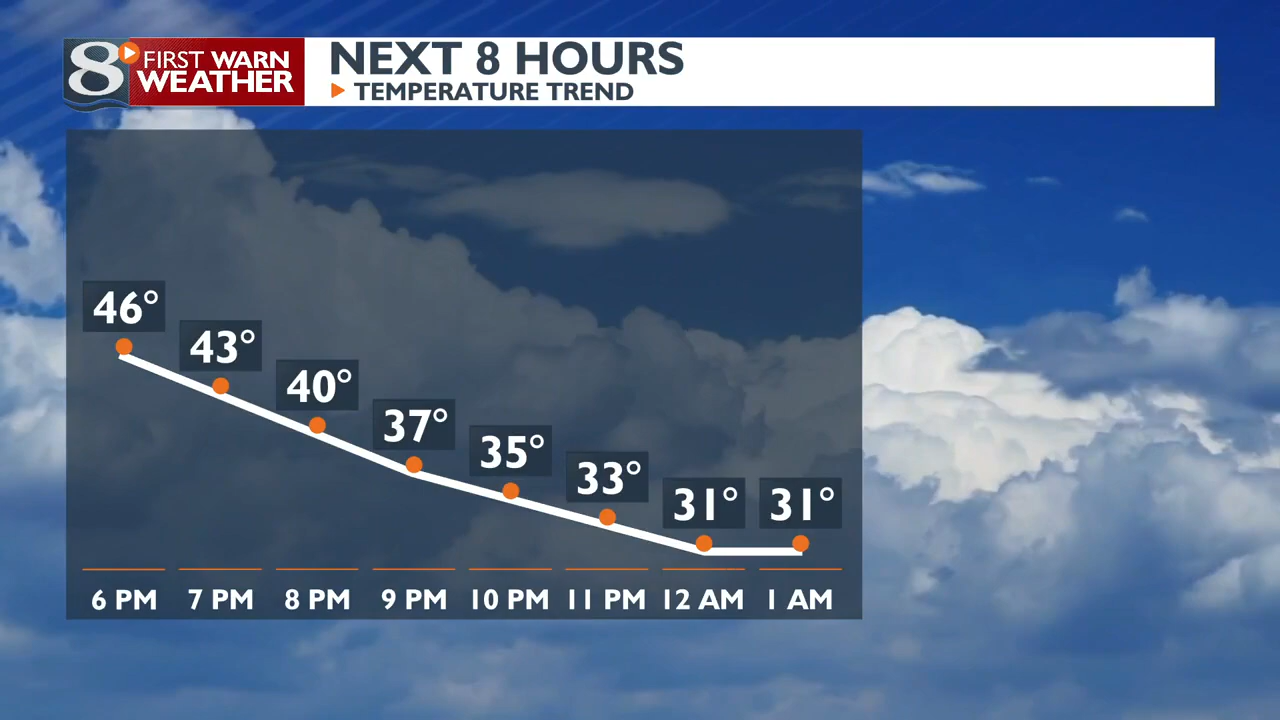 8 FIRST WARN
WEATHER
NEXT 8 HOURS
TEMPERATURE TREND
46°
43°
40°
37°
35°
33°
31°
31°
6 PM
7 PM
8 PM
9 PM
10 PM
11 PM
12 AM
1 AM